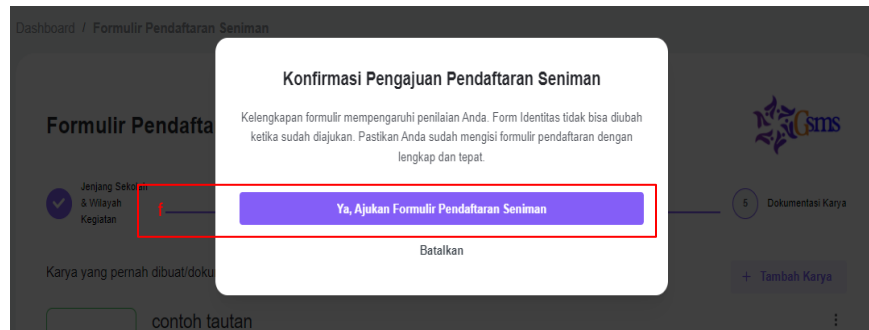 Dashboard / Formulir Pendaftaran Seniman
Konfirmasi Pengajuan Pendaftaran Seniman
Kelengkapan formulir mempengaruhi penilaian Anda. Form Identitas tidak bisa diubah
ketika sudah diajukan. Pastikan Anda sudah mengisi formulir pendaftaran dengan
lengkap dan tepat.
Formulir Pendafta
Gsms
Jenjang Sekolah
& Wilayah
Kegiatan
f
Ya, Ajukan Formulir Pendaftaran Seniman
5 Dokumentasi Karya
Batalkan
Karya yang pernah dibuat/doku
+ Tambah Karya
contoh tautan